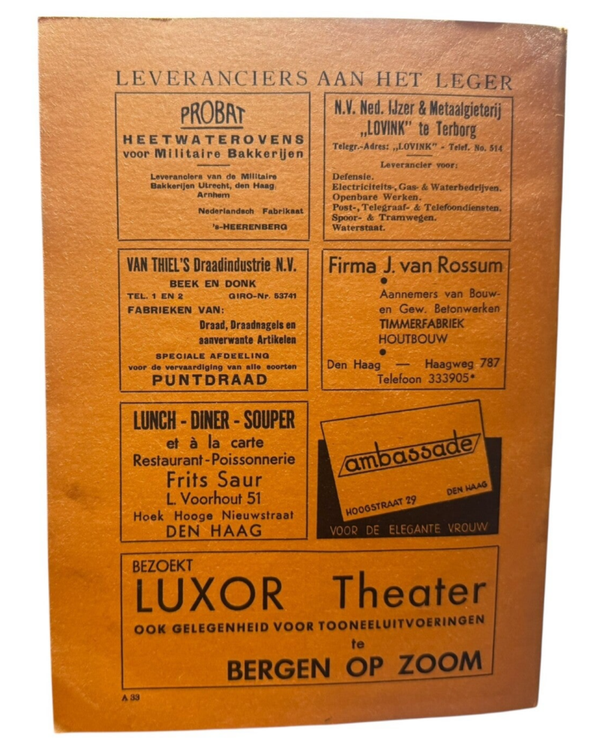 LEVERANCIERS AAN HET LEGER
PROBAT
HEETWATEROVENS
voor Militaire Bakkerijen
Leveranciers van de Militaire
Bakkerijen Utrecht, den Haag.
Arnhem
Nederlandsch Fabrikaat
's-HEERENBERG
N.V. Ned. IJzer & Metaalgieterij
„LOVINK" te Terborg
Telegr.-Adres: „LOVINK" - Telef. No. 514
Leverancier voor:
Defensie.
Electriciteits-, Gas- & Waterbedrijven.
Openbare Werken.
Post-, Telegraaf- & Telefoondiensten.
Spoor- & Tramwegen.
Waterstaat.
VAN THIEL'S Draadindustrie N.V.
BEEK EN DONK
TEL. 1 EN 2 GIRO-Nr. 53741
FABRIEKEN VAN:
Draad, Draadnagels en
aanverwante Artikelen
SPECIALE AFDEELING
voor de vervaardiging van alle soorten
PUNTDRAAD
Firma J. van Rossum
Aannemers van Bouw-
en Gew. Betonwerken
TIMMERFABRIEK
HOUTBOUW
Den Haag — Haagweg 787
Telefoon 333905*
LUNCH - DINER - SOUPER
et à la carte
Restaurant-Poissonnerie
Frits Saur
L. Voorhout 51
Hoek Hooge Nieuwstraat
DEN HAAG
ambassade
HOOGSTRAAT 29 DEN HAAG
VOOR DE ELEGANTE VROUW
BEZOEKT
LUXOR Theater
OOK GELEGENHEID VOOR TOONEELUITVOERINGEN
te
BERGEN OP ZOOM
A 33